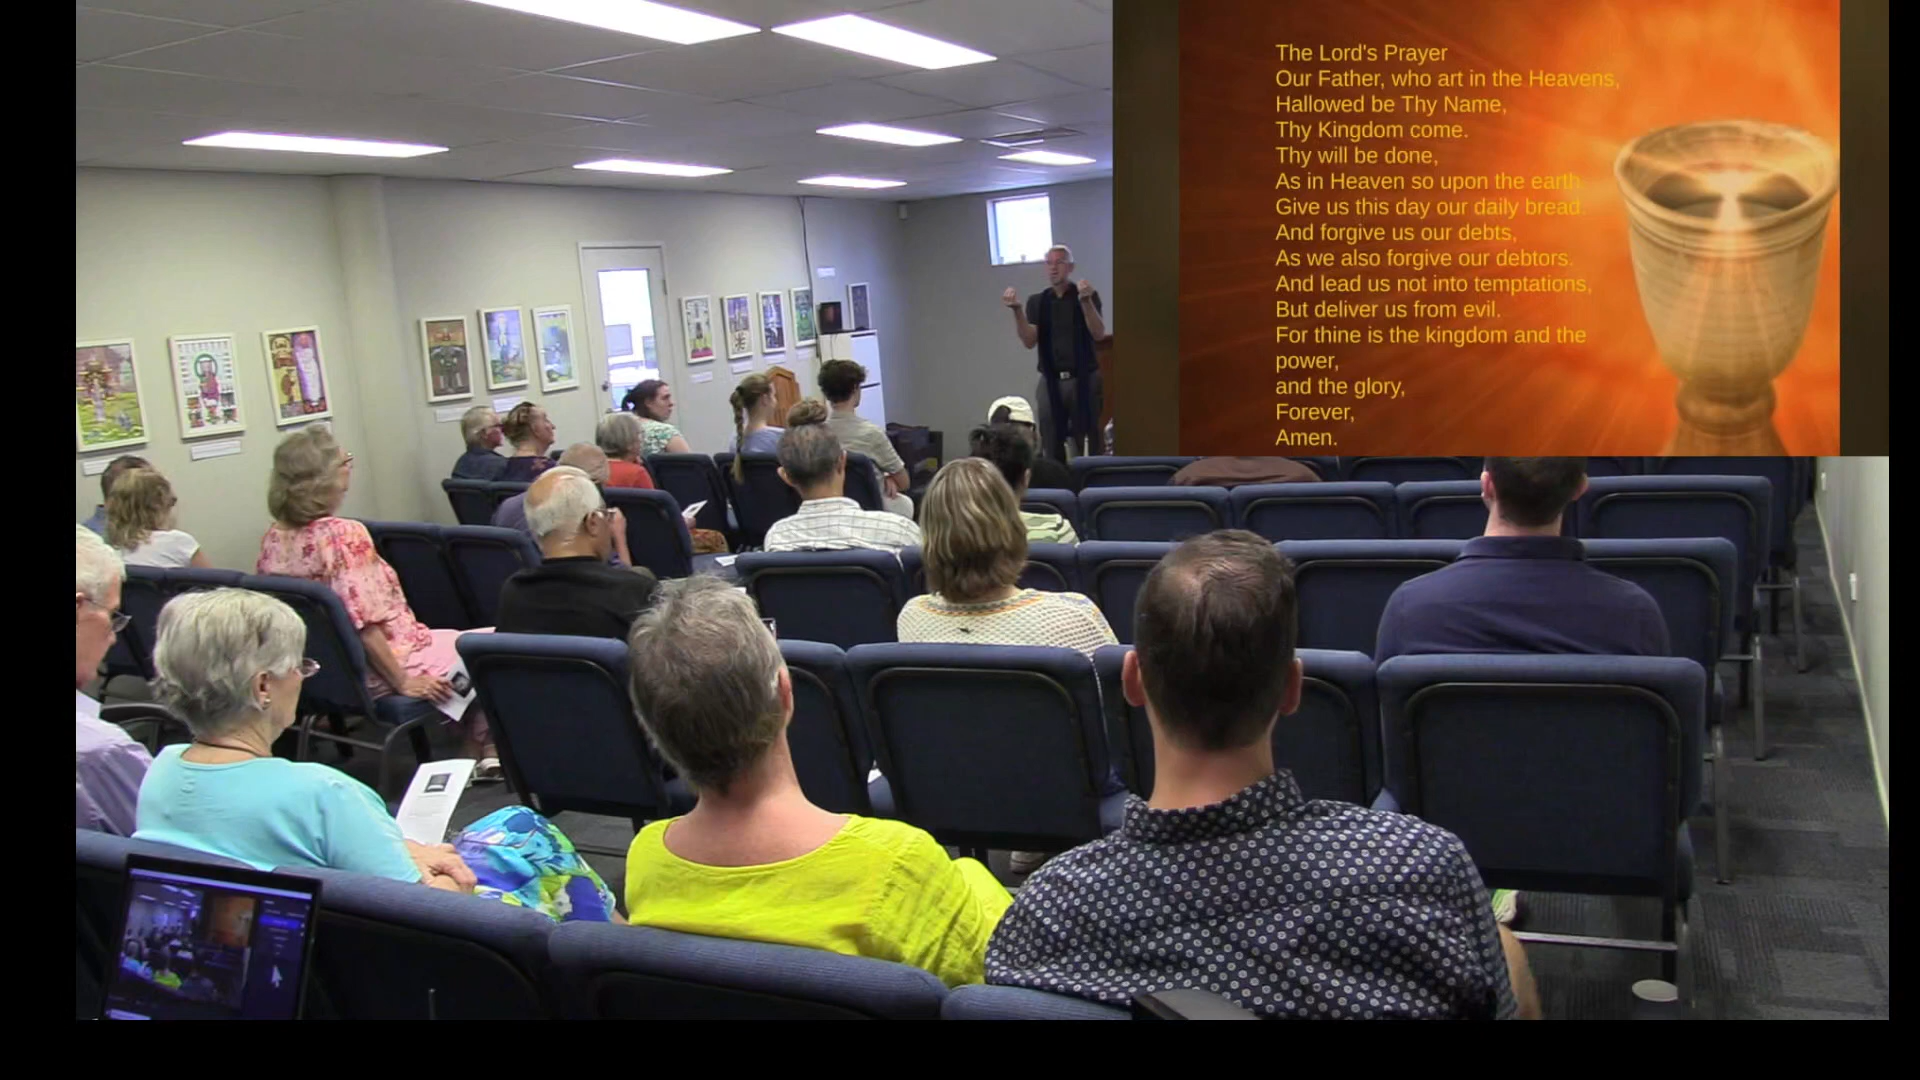 The Lord's Prayer
Our Father, who art in the Heavens,
Hallowed be Thy Name,
Thy Kingdom come.
Thy will be done,
As in Heaven so upon the earth.
Give us this day our daily bread.
And forgive us our debts,
As we also forgive our debtors.
And lead us not into temptations,
But deliver us from evil.
For thine is the kingdom and the
power,
and the glory,
Forever,
Amen.